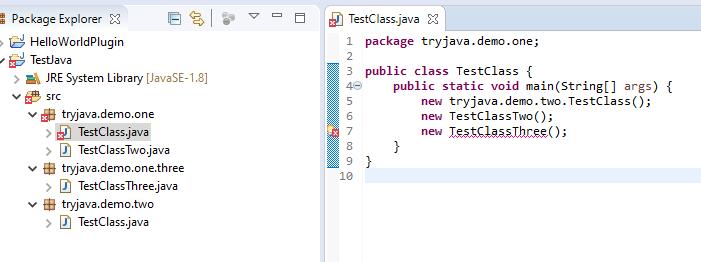 Package Explorer
HelloWorldPlugin
TestJava
JRE System Library [JavaSE-1.8]
src
tryjava.demo.one
TestClass.java
TestClassTwo.java
tryjava.demo.one.three
TestClassThree.java
tryjava.demo.two
TestClass.java
TestClass.java
1 package tryjava.demo.one;
2
3 public class TestClass {
4 public static void main(String[] args) {
5 new tryjava.demo.two.TestClass();
6 new TestClassTwo();
7 new TestClassThree();
8 }
9 }
10